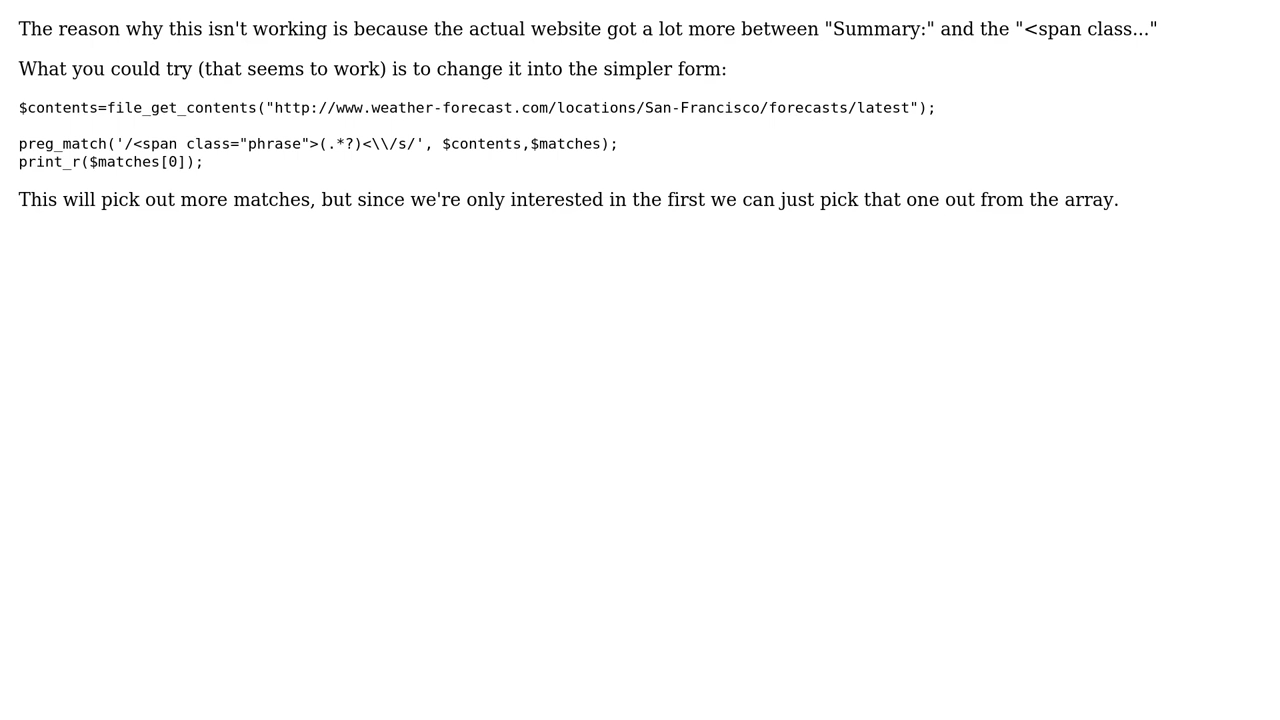 The reason why this isn't working is because the actual website got a lot more between "Summary:" and the "<span class..."
What you could try (that seems to work) is to change it into the simpler form:
$contents=file_get_contents("http://www.weather-forecast.com/locations/San-Francisco/forecasts/latest");
preg_match('/<span class="phrase">(.*?)<\\/s/', $contents,$matches);
print_r($matches[0]);
This will pick out more matches, but since we're only interested in the first we can just pick that one out from the array.